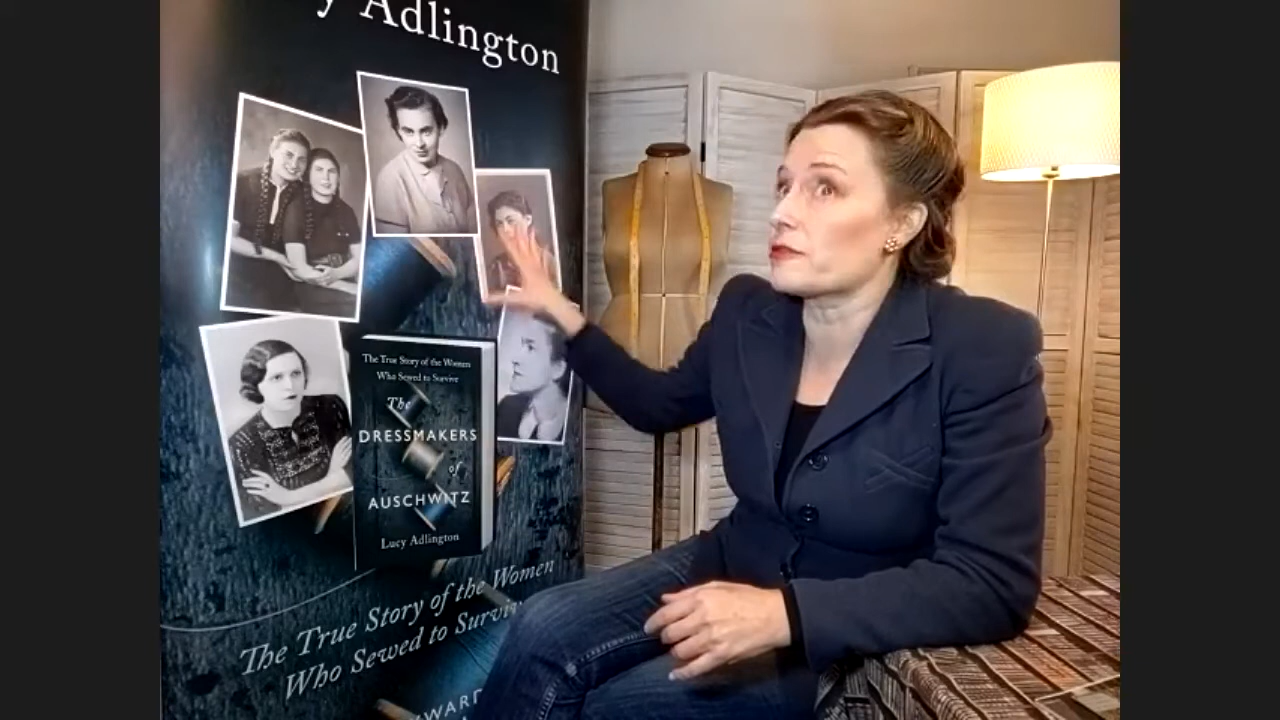 y Adlington
The True Story of the Women
Who Sewed to Survive
The
DRESSMAKERS
of
AUSCHWITZ
Lucy Adlington
The True Story of the Women
Who Sewed to Surviv
YWARD